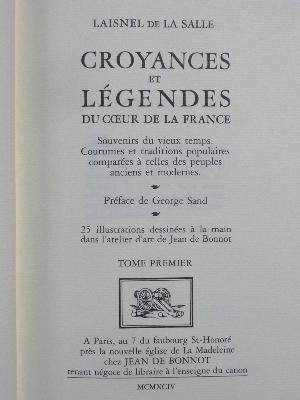 LAISNEL DE LA SALLE
CROYANCES
ET
LÉGENDES
DU CŒUR DE LA FRANCE
Souvenirs du vieux temps.
Coutumes et traditions populaires
comparées à celles des peuples
anciens et modernes.
Préface de George Sand
25 illustrations dessinées à la main
dans l'atelier d'art de Jean de Bonnot
TOME PREMIER
A Paris, au 7 du faubourg St-Honoré
près la nouvelle église de La Madeleine
chez JEAN DE BONNOT
tenant négoce de librairie à l'enseigne du canon
MCMXCIV